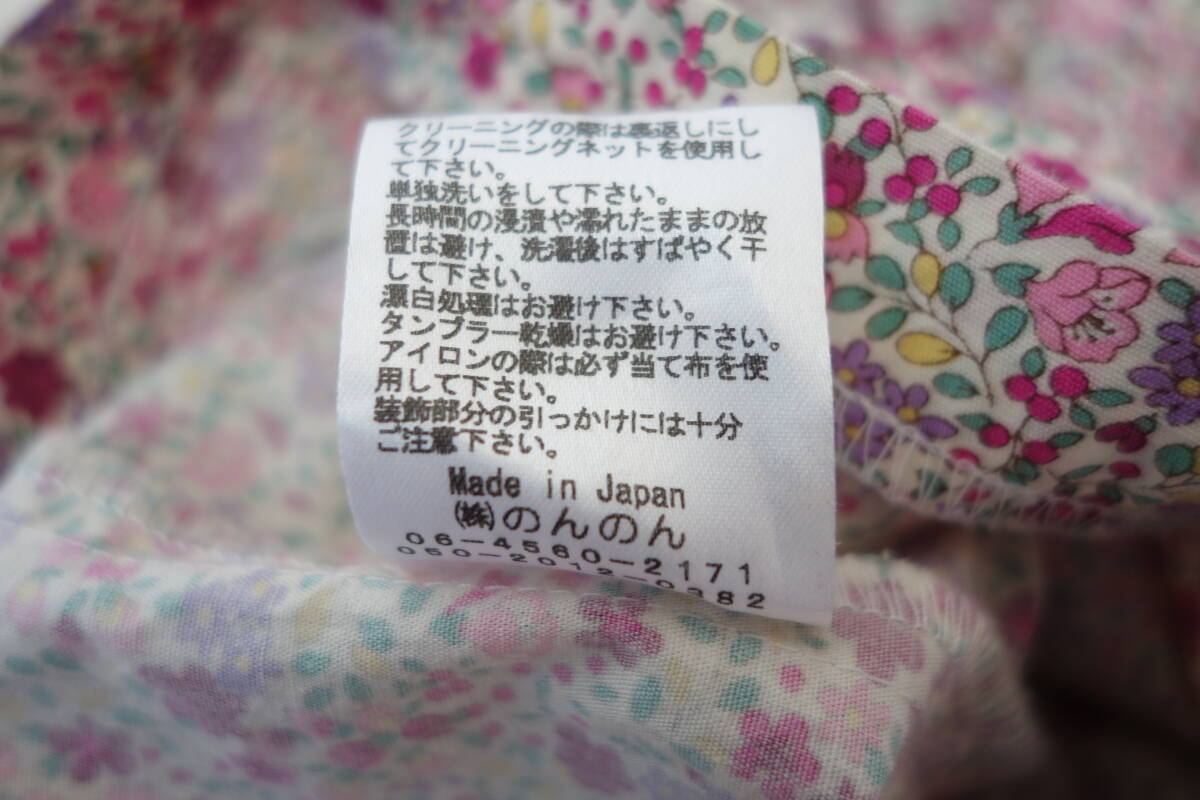 クリーニングの際は裏返しにし
てクリーニングネットを使用し
て下さい。
単独洗いをして下さい。
長時間の浸漬や濡れたままの放
置は避け、洗濯後はすばやく干
して下さい。
漂白処理はお避け下さい。
タンブラー乾燥はお避け下さい。
アイロンの際は必ず当て布を使
用して下さい。
装飾部分の引っかけには十分
ご注意下さい。
Made in Japan
㈱のんのん
06-4560-2171
050-2012-0382